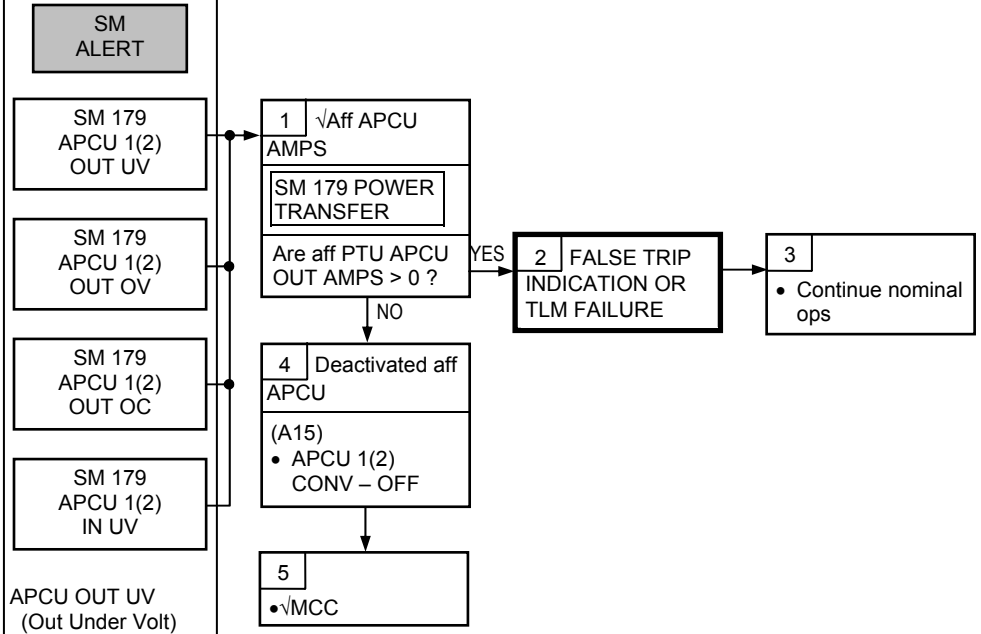 SM
ALERT
SM 179
APCU 1(2)
OUT UV
SM 179
APCU 1(2)
OUT OV
SM 179
APCU 1(2)
OUT OC
SM 179
APCU 1(2)
IN UV
APCU OUT UV
(Out Under Volt)
1 √Aff APCU
AMPS
SM 179 POWER
TRANSFER
Are aff PTU APCU
OUT AMPS > 0 ?
YES
NO
2 FALSE TRIP
INDICATION OR
TLM FAILURE
3
• Continue nominal
ops
4 Deactivated aff
APCU
(A15)
• APCU 1(2)
CONV – OFF
5
•√MCC